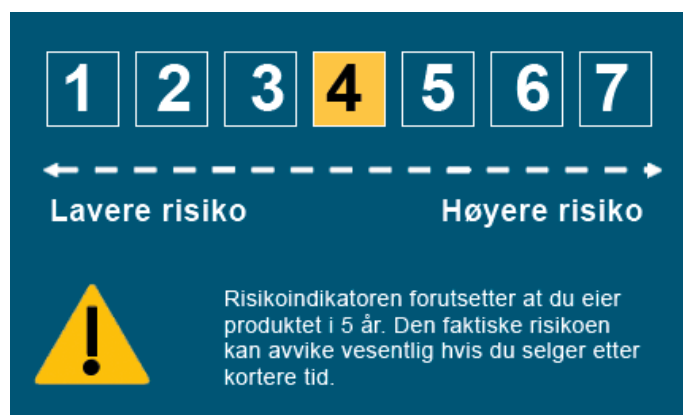 1 2 3 4 5 6 7
Lavere risiko Høyere risiko
Risikoindikatoren forutsetter at du eier
produktet i 5 år. Den faktiske risikoen
kan avvike vesentlig hvis du selger etter
kortere tid.